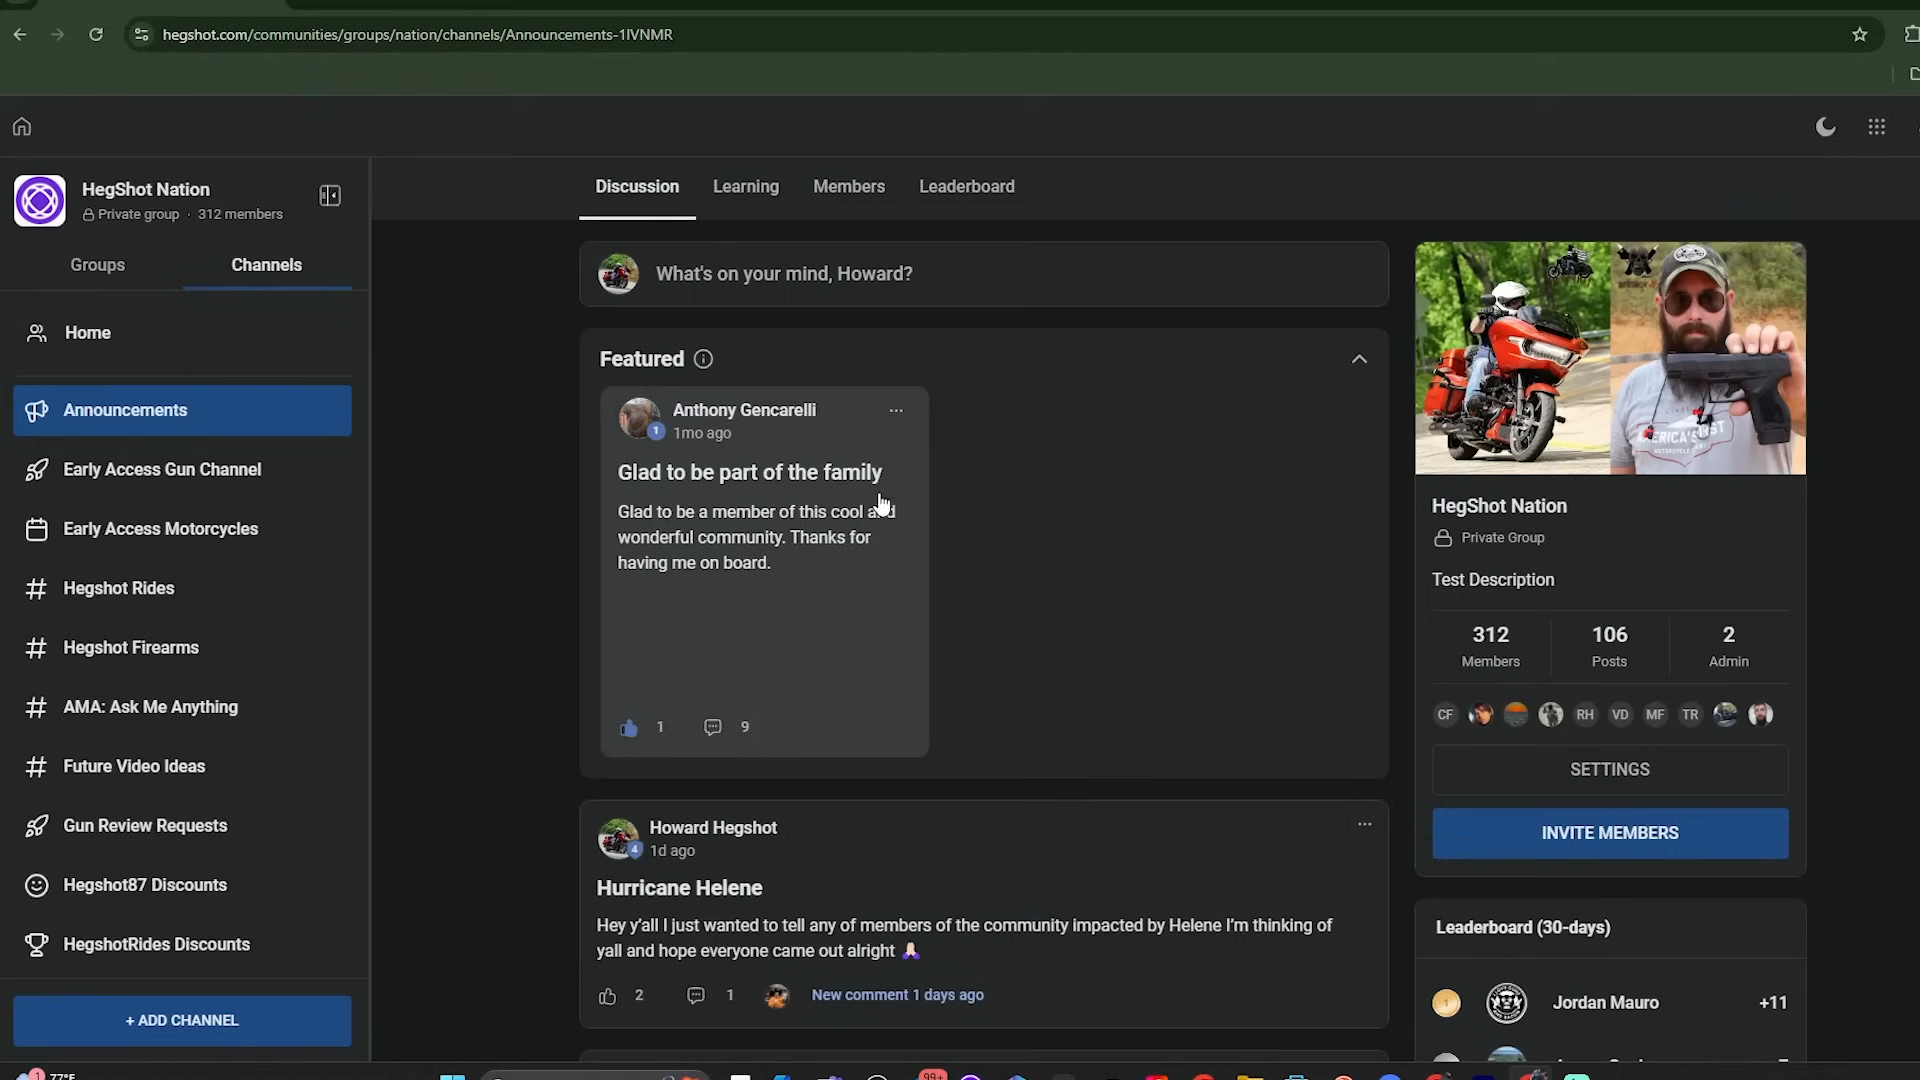 hegshot.com/communities/groups/nation/channels/Announcements-1IVNMR
HegShot Nation
Private group · 312 members
Groups
Channels
Home
Announcements
Early Access Gun Channel
Early Access Motorcycles
Hegshot Rides
Hegshot Firearms
AMA: Ask Me Anything
Future Video Ideas
Gun Review Requests
Hegshot87 Discounts
HegshotRides Discounts
+ ADD CHANNEL
Discussion
Learning
Members
Leaderboard
What's on your mind, Howard?
Featured
Anthony Gencarelli
1
1mo ago
Glad to be part of the family
Glad to be a member of this cool and
wonderful community. Thanks for
having me on board.
1
9
Howard Hegshot
4
1d ago
Hurricane Helene
Hey y'all I just wanted to tell any of members of the community impacted by Helene I'm thinking of
yall and hope everyone came out alright 🙏🏻
2
1
New comment 1 days ago
HegShot Nation
Private Group
Test Description
312
Members
106
Posts
2
Admin
CF
RH
VD
MF
TR
SETTINGS
INVITE MEMBERS
Leaderboard (30-days)
1
Jordan Mauro
+11
1
77°F
99+